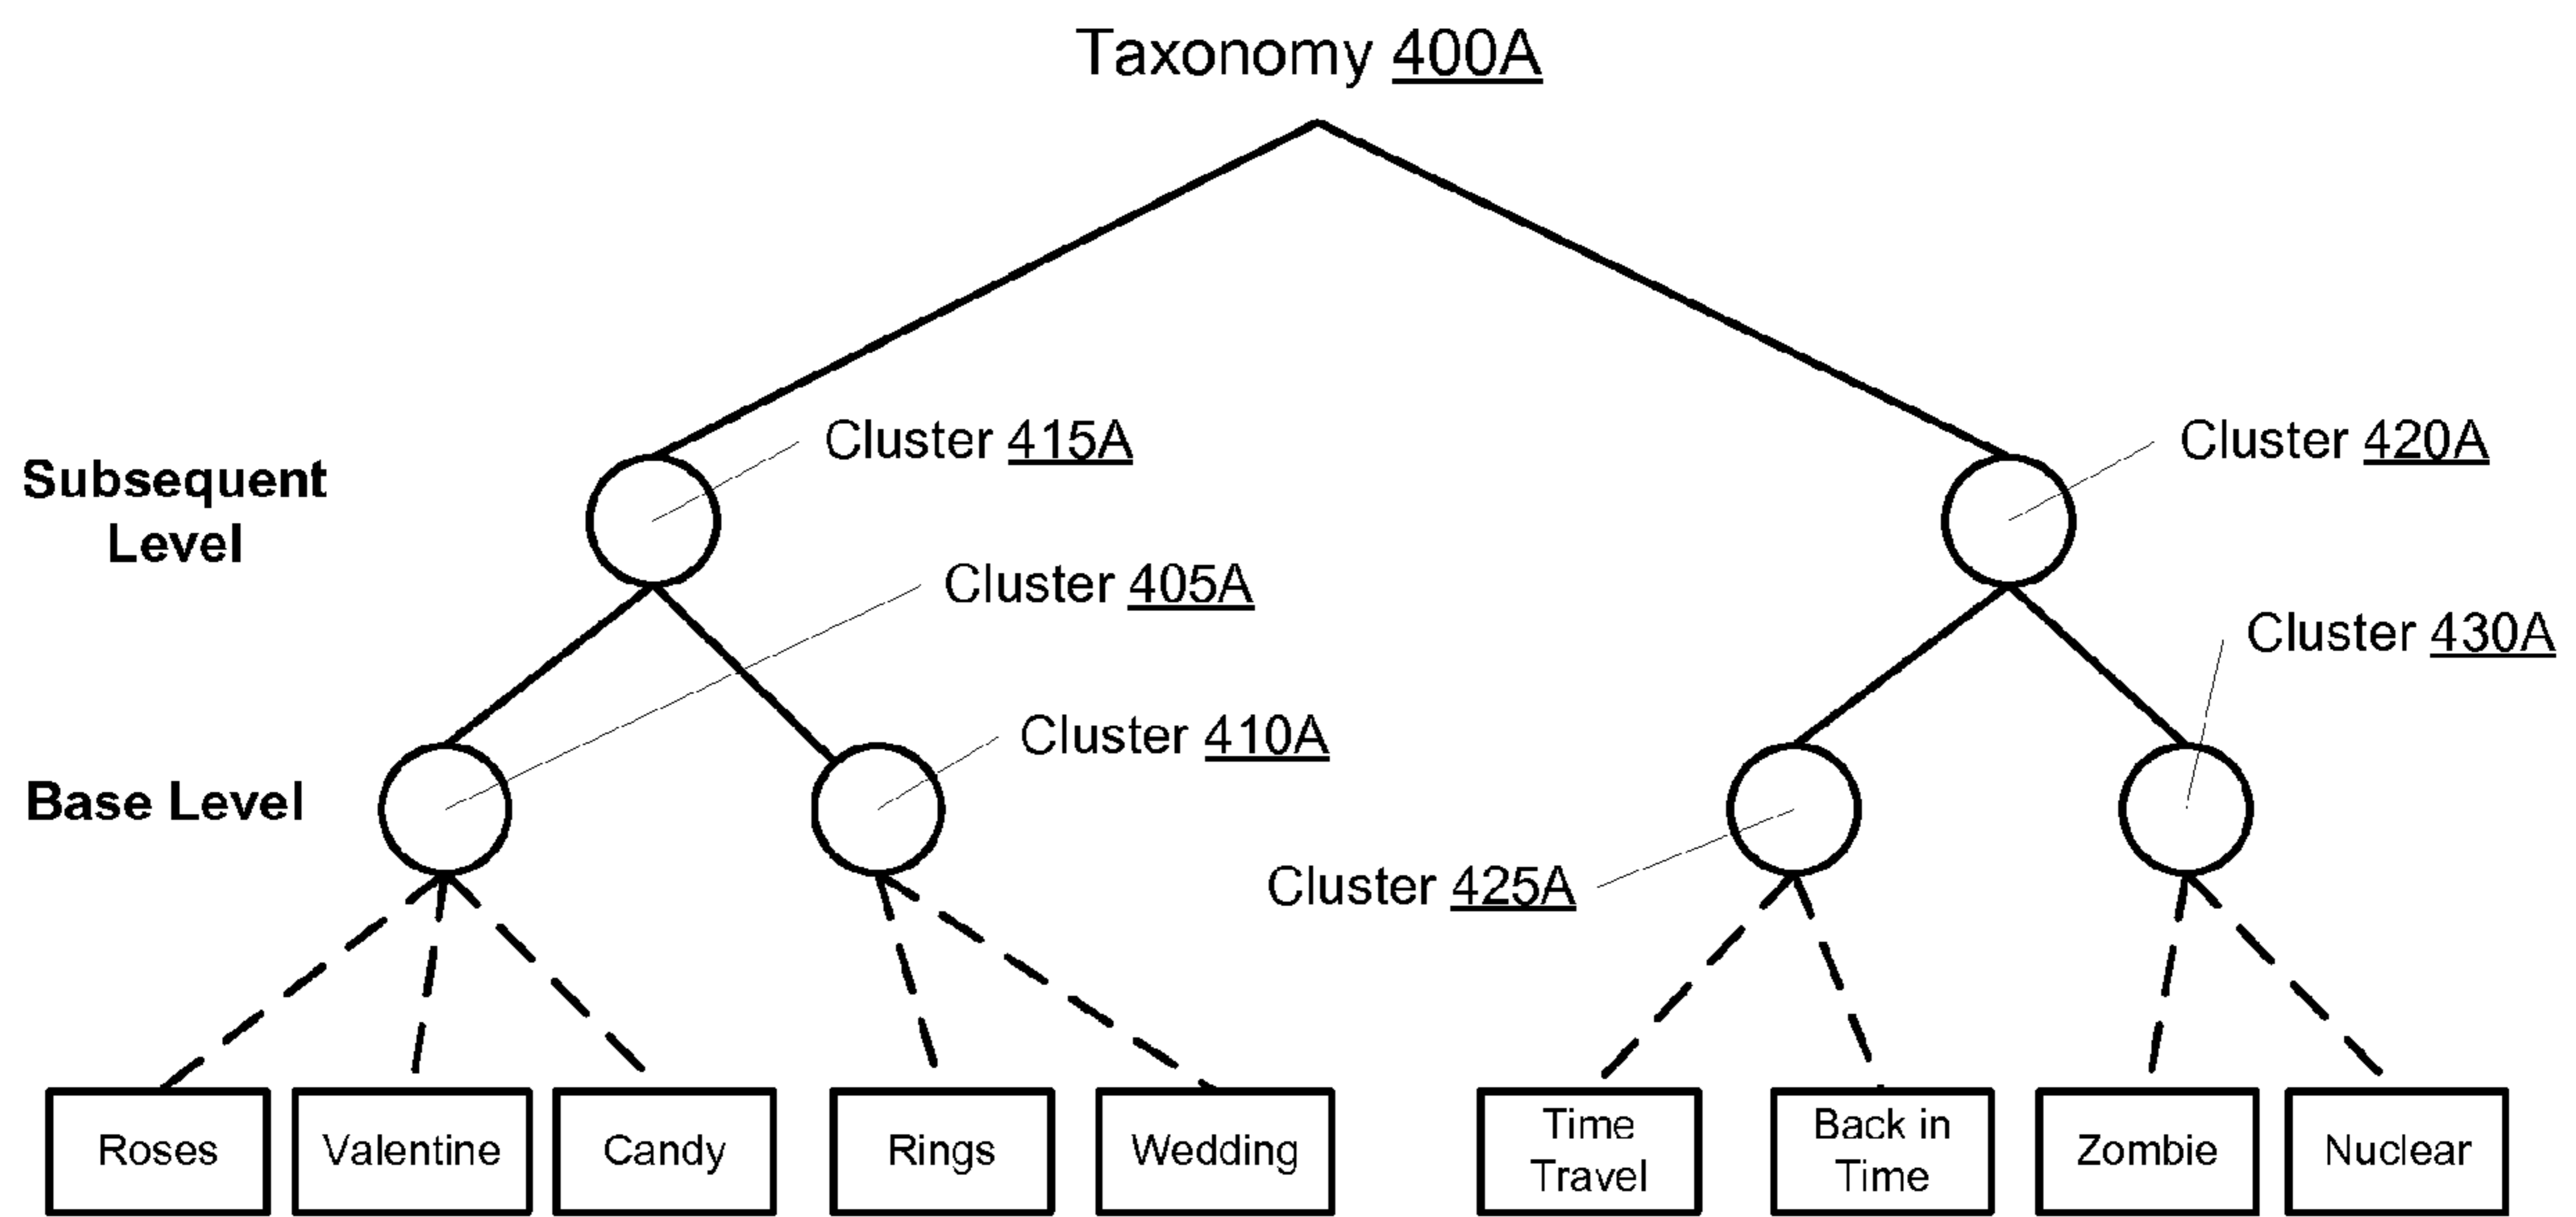 Taxonomy 400A
Cluster 415A
Cluster 420A
Subsequent
Level
Cluster 405A
Cluster 430A
Cluster 410A
Base Level
Cluster 425A
Roses
Valentine
Candy
Rings
Wedding
Time
Travel
Back in
Time
Zombie
Nuclear